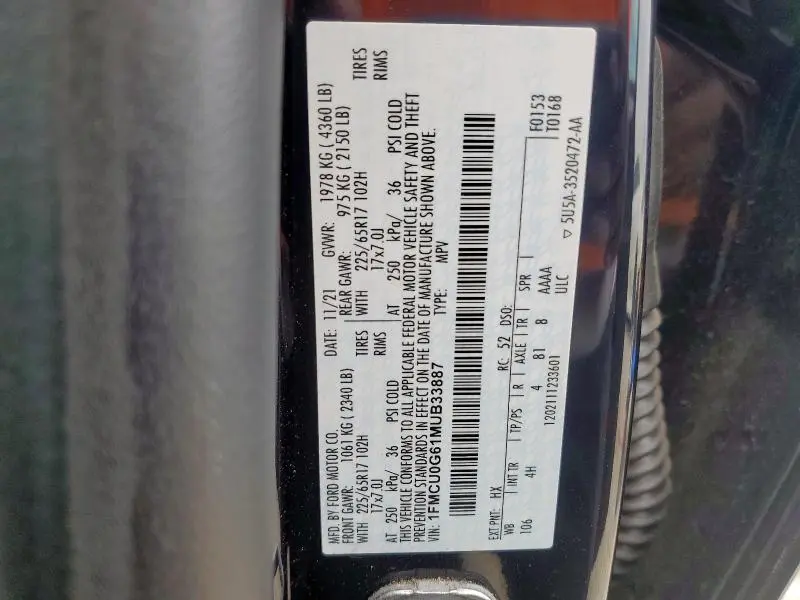 MFD. BY FORD MOTOR CO. DATE: 11/21 GVWR: 1978 KG ( 4360 LB)
FRONT GAWR: 1061 KG ( 2340 LB) REAR GAWR: 975 KG ( 2150 LB)
WITH 225/65R17 102H TIRES WITH 225/65R17 102H TIRES
17x7.0J RIMS 17x7.0J RIMS
AT 250 kPa/ 36 PSI COLD AT 250 kPa/ 36 PSI COLD
THIS VEHICLE CONFORMS TO ALL APPLICABLE FEDERAL MOTOR VEHICLE SAFETY AND THEFT
PREVENTION STANDARDS IN EFFECT ON THE DATE OF MANUFACTURE SHOWN ABOVE.
VIN: 1FMCU0G61MUB33887 TYPE: MPV
EXT PNT: HX RC: 52 DSO: F0153
WB INT TR TP/PS R AXLE TR SPR T0168
106 4H 4 81 8 AAAA
1202111233601 ULC
▽ 5U5A-3520472-AA